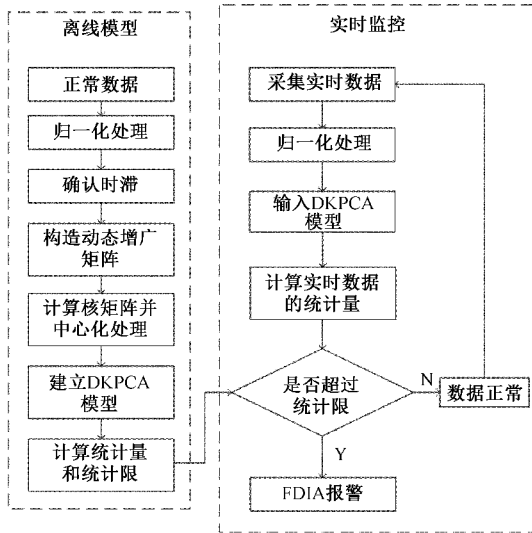 离线模型
正常数据
归一化处理
确认时滞
构造动态增广
矩阵
计算核矩阵并
中心化处理
建立DKPCA
模型
计算统计量
和统计限
实时监控
采集实时数据
归一化处理
输入DKPCA
模型
计算实时数据
的统计量
是否超过
统计限
N
数据正常
Y
FDIA报警